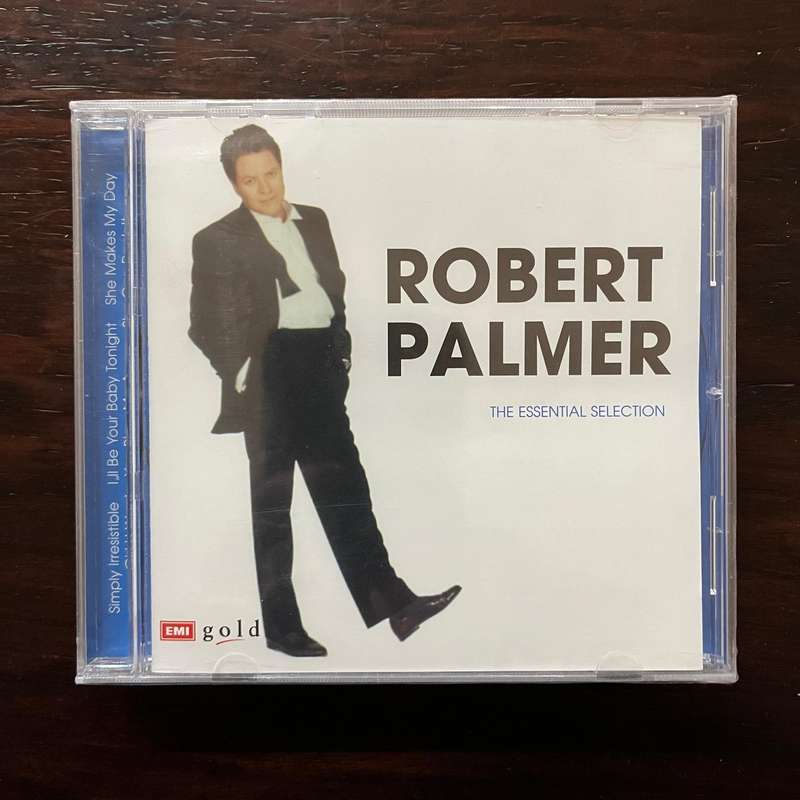 ROBERT
PALMER
THE ESSENTIAL SELECTION
EMI gold
Simply Irresistible I,ll Be Your Baby Tonight She Makes My Day